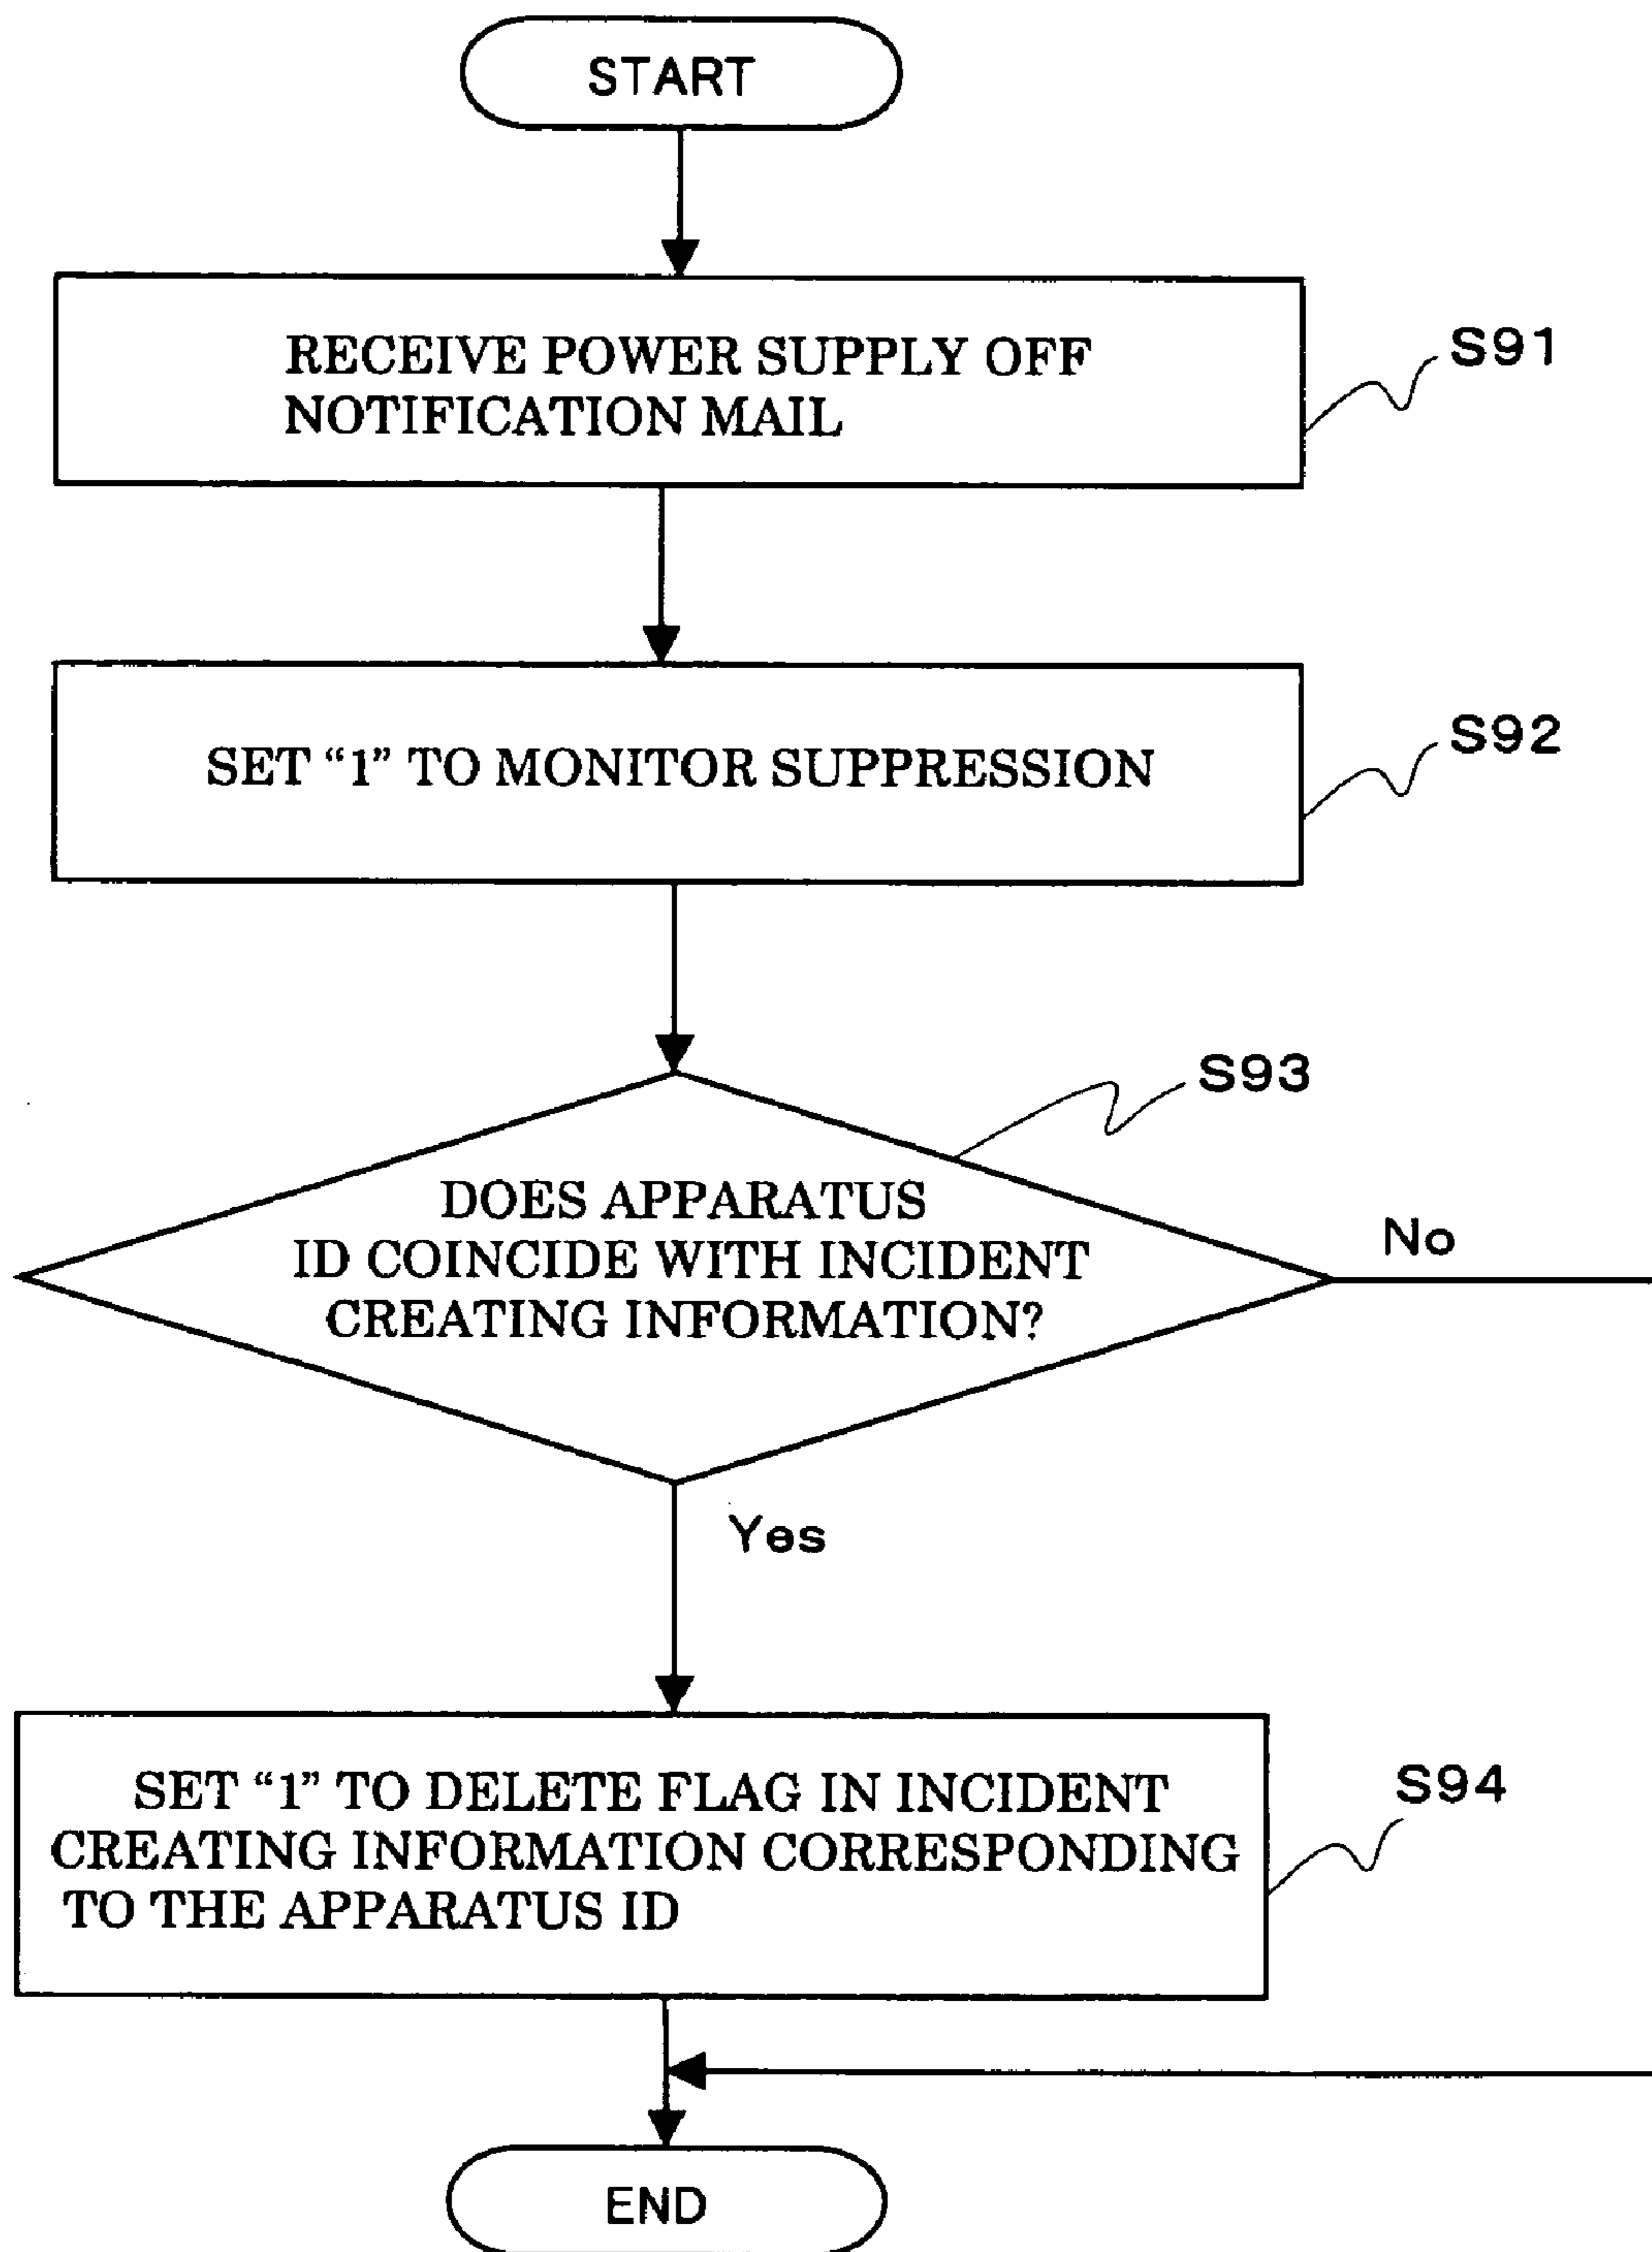 START
RECEIVE POWER SUPPLY OFF
NOTIFICATION MAIL
S91
SET “1” TO MONITOR SUPPRESSION
S92
S93
DOES APPARATUS
ID COINCIDE WITH INCIDENT
CREATING INFORMATION?
No
Yes
SET “1” TO DELETE FLAG IN INCIDENT
CREATING INFORMATION CORRESPONDING
TO THE APPARATUS ID
S94
END